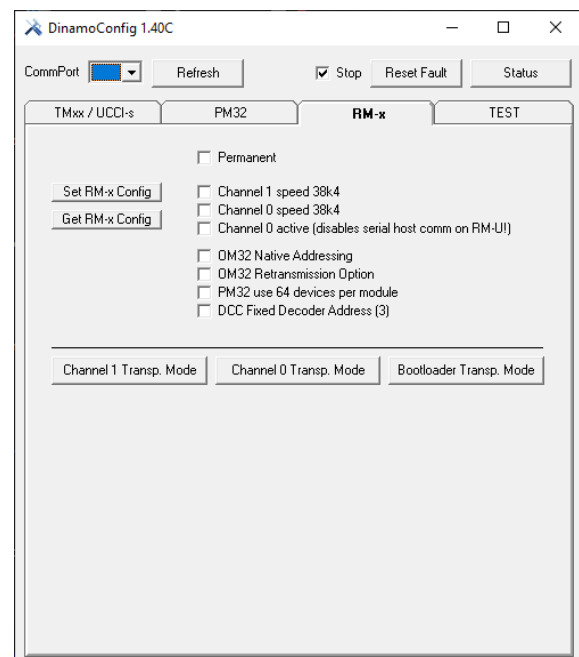 DinamoConfig 1.40C
CommPort Refresh Stop Reset Fault Status
TMxx / UCCI-s PM32 RM-x TEST
Permanent
Set RM-x Config Channel 1 speed 38k4
Channel 0 speed 38k4
Get RM-x Config Channel 0 active (disables serial host comm on RM-U!)
OM32 Native Addressing
OM32 Retransmission Option
PM32 use 64 devices per module
DCC Fixed Decoder Address (3)
Channel 1 Transp. Mode Channel 0 Transp. Mode Bootloader Transp. Mode